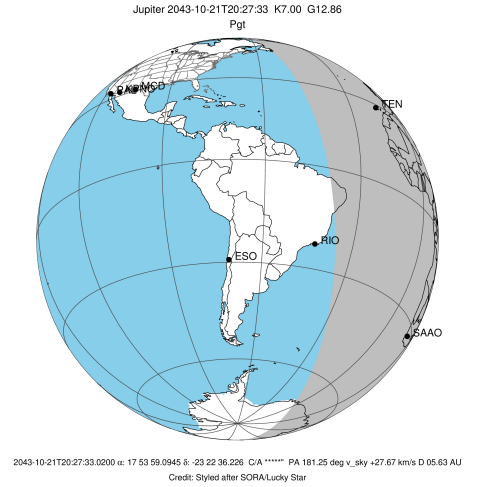 Jupiter 2043-10-21T20:27:33 K7.00 G12.86
Pgt
MCD
TEN
RIO
ESO
SAAO
2043-10-21T20:27:33.0200 α: 17 53 59.0945 δ: -23 22 36.226 C/A *****" PA 181.25 deg v_sky +27.67 km/s D 05.63 AU
Credit: Styled after SORA/Lucky Star